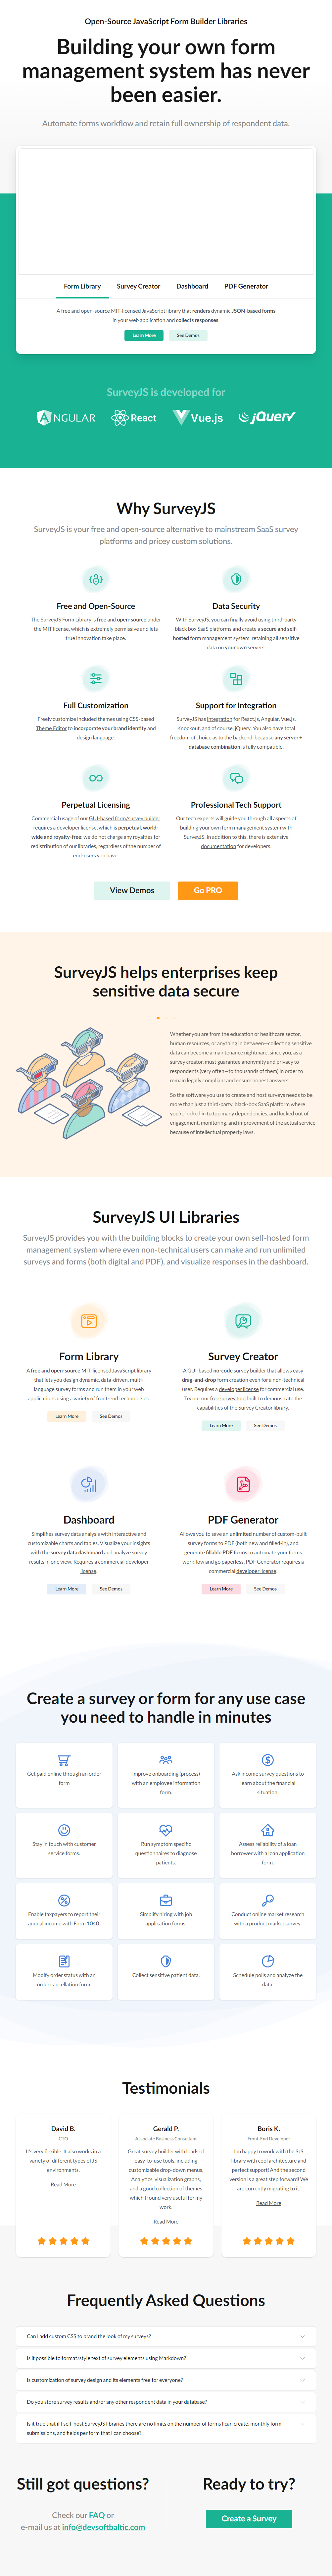 Open-Source JavaScript Form Builder Libraries
Building your own form
management system has never
been easier.
Automate forms workflow and retain full ownership of respondent data.
Form Library
Survey Creator
Dashboard
PDF Generator
A free and open-source MIT-licensed JavaScript library that renders dynamic JSON-based forms
in your web application and collects responses.
Learn More
See Demos
SurveyJS is developed for
ANGULAR
React
Vue.js
jQuery
Why SurveyJS
SurveyJS is your free and open-source alternative to mainstream SaaS survey
platforms and pricey custom solutions.
Free and Open-Source
The SurveyJS Form Library is free and open-source under
the MIT license, which is extremely permissive and lets
true innovation take place.
Data Security
With SurveyJS, you can finally avoid using third-party
black box SaaS platforms and create a secure and self-
hosted form management system, retaining all sensitive
data on your own servers.
Full Customization
Freely customize included themes using CSS-based
Theme Editor to incorporate your brand identity and
design language.
Support for Integration
SurveyJS has integration for React.js, Angular, Vue.js,
Knockout, and of course, jQuery. You also have total
freedom of choice as to the backend, because any server +
database combination is fully compatible.
Perpetual Licensing
Commercial usage of our GUI-based form/survey builder
requires a developer license, which is perpetual, world-
wide and royalty-free: we do not charge any royalties for
redistribution of our libraries, regardless of the number of
end-users you have.
Professional Tech Support
Our tech experts will guide you through all aspects of
building your own form management system with
SurveyJS. In addition to this, there is extensive
documentation for developers.
View Demos
Go PRO
SurveyJS helps enterprises keep
sensitive data secure
Whether you are from the education or healthcare sector,
human resources, or anything in between—collecting sensitive
data can become a maintenance nightmare, since you, as a
survey creator, must guarantee anonymity and privacy to
respondents (very often—to thousands of them) in order to
remain legally compliant and ensure honest answers.
So the software you use to create and host surveys needs to be
more than just a third-party, black-box SaaS platform where
you're locked in to too many dependencies, and locked out of
engagement, monitoring, and improvement of the actual service
because of intellectual property laws.
SurveyJS UI Libraries
SurveyJS provides you with the building blocks to create your own self-hosted form
management system where even non-technical users can make and run unlimited
surveys and forms (both digital and PDF), and visualize responses in the dashboard.
Form Library
A free and open-source MIT-licensed JavaScript library
that lets you design dynamic, data-driven, multi-
language survey forms and run them in your web
applications using a variety of front-end technologies.
Learn More
See Demos
Survey Creator
A GUI-based no-code survey builder that allows easy
drag-and-drop form creation even for a non-technical
user. Requires a developer license for commercial use.
Try out our free survey tool built to demonstrate the
capabilities of the Survey Creator library.
Learn More
See Demos
Dashboard
Simplifies survey data analysis with interactive and
customizable charts and tables. Visualize your insights
with the survey data dashboard and analyze survey
results in one view. Requires a commercial developer
license.
Learn More
See Demos
PDF Generator
Allows you to save an unlimited number of custom-built
survey forms to PDF (both new and filled-in), and
generate fillable PDF forms to automate your forms
workflow and go paperless. PDF Generator requires a
commercial developer license.
Learn More
See Demos
Create a survey or form for any use case
you need to handle in minutes
Get paid online through an order
form
Improve onboarding (process)
with an employee information
form.
Ask income survey questions to
learn about the financial
situation.
Stay in touch with customer
service forms.
Run symptom specific
questionnaires to diagnose
patients.
Assess reliability of a loan
borrower with a loan application
form.
Enable taxpayers to report their
annual income with Form 1040.
Simplify hiring with job
application forms.
Conduct online market research
with a product market survey.
Modify order status with an
order cancellation form.
Collect sensitive patient data.
Schedule polls and analyze the
data.
Testimonials
David B.
CTO
It's very flexible. It also works in a
variety of different types of JS
environments.
Read More
Gerald P.
Associate Business Consultant
Great survey builder with loads of
easy-to-use tools, including
customizable drop-down menus,
Analytics, visualization graphs,
and a good collection of themes
which I found very useful for my
work.
Read More
Boris K.
Front-End Developer
I'm happy to work with the SJS
library with cool architecture and
perfect support! And the second
version is a great step forward! We
are currently migrating to it.
Read More
Frequently Asked Questions
Can I add custom CSS to brand the look of my surveys?
Is it possible to format/style text of survey elements using Markdown?
Is customization of survey design and its elements free for everyone?
Do you store survey results and/or any other respondent data in your database?
Is it true that if I self-host SurveyJS libraries there are no limits on the number of forms I can create, monthly form
submissions, and fields per form that I can choose?
Still got questions?
Check our FAQ or
e-mail us at info@devsoftbaltic.com
Ready to try?
Create a Survey